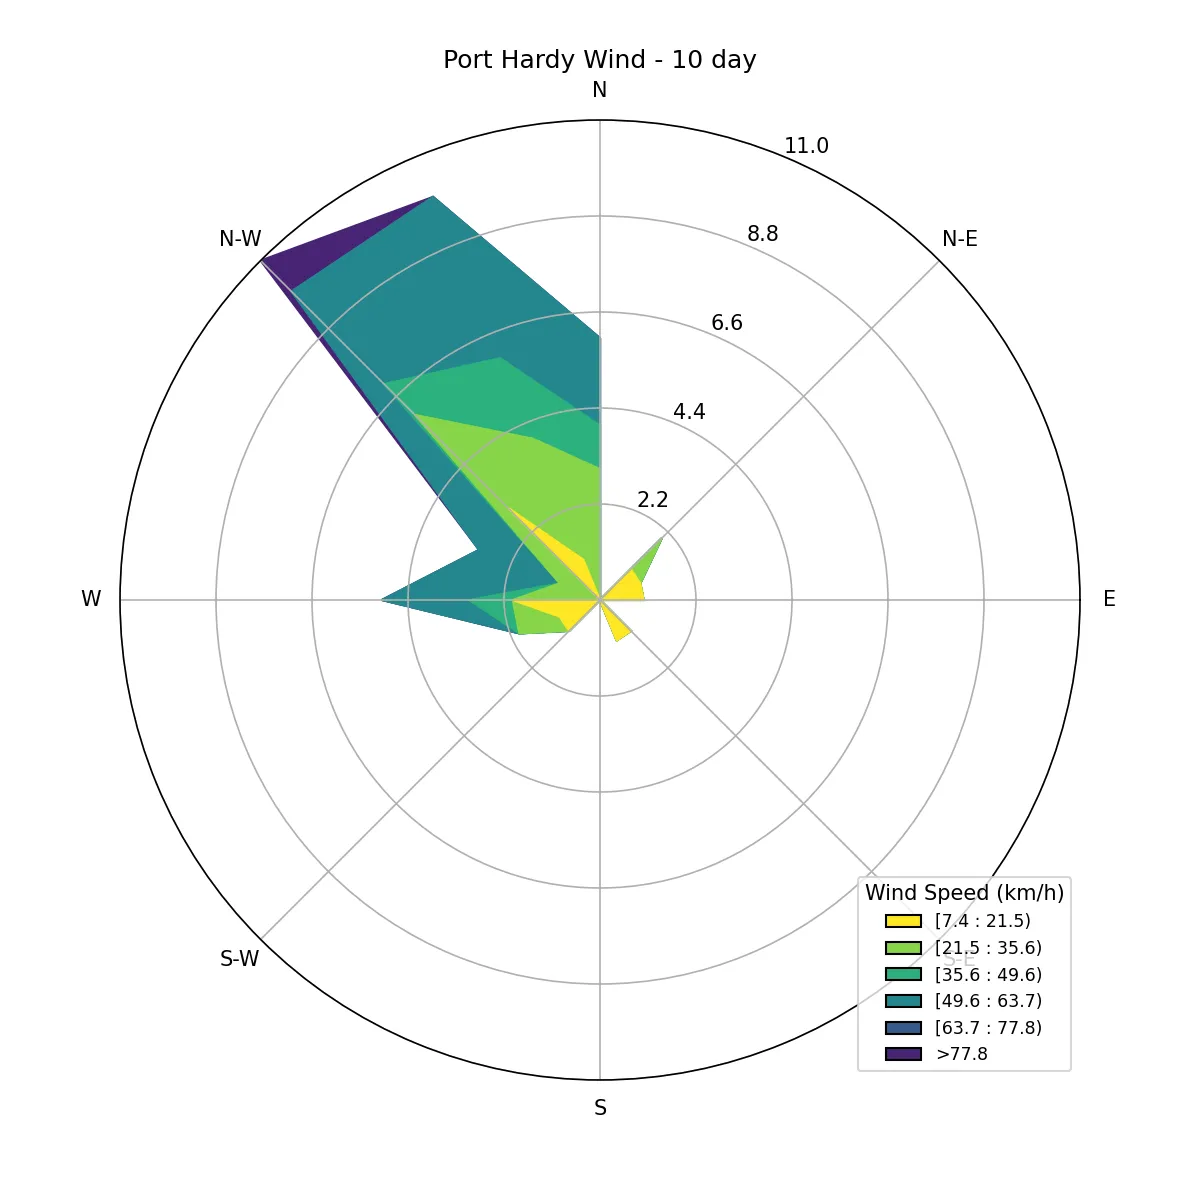 Port Hardy Wind - 10 day
N
11.0
N-W
8.8
N-E
6.6
4.4
2.2
W
E
Wind Speed (km/h)
[7.4 : 21.5)
[21.5 : 35.6)
S-W
S-E
[35.6 : 49.6)
[49.6 : 63.7)
[63.7 : 77.8)
>77.8
S